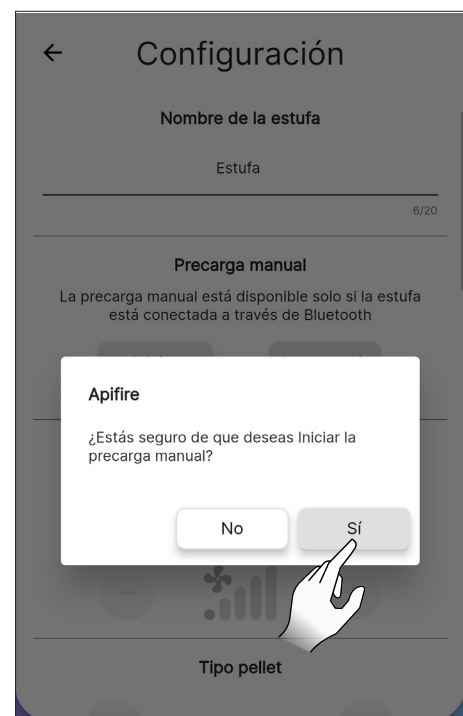 Configuración
Nombre de la estufa
Estufa
6/20
Precarga manual
La precarga manual está disponible solo si la estufa
está conectada a través de Bluetooth
Apifire
¿Estás seguro de que deseas Iniciar la
precarga manual?
No
Sí
Tipo pellet